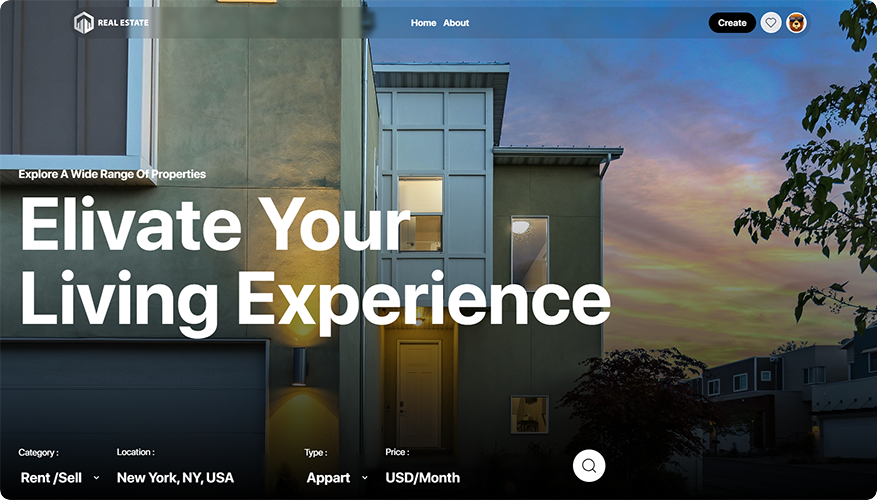 REAL ESTATE
Home About
Create
Explore A Wide Range Of Properties
Elivate Your
Living Experience
Category :
Location :
Type :
Price :
Rent /Sell
New York, NY, USA
Appart
USD/Month